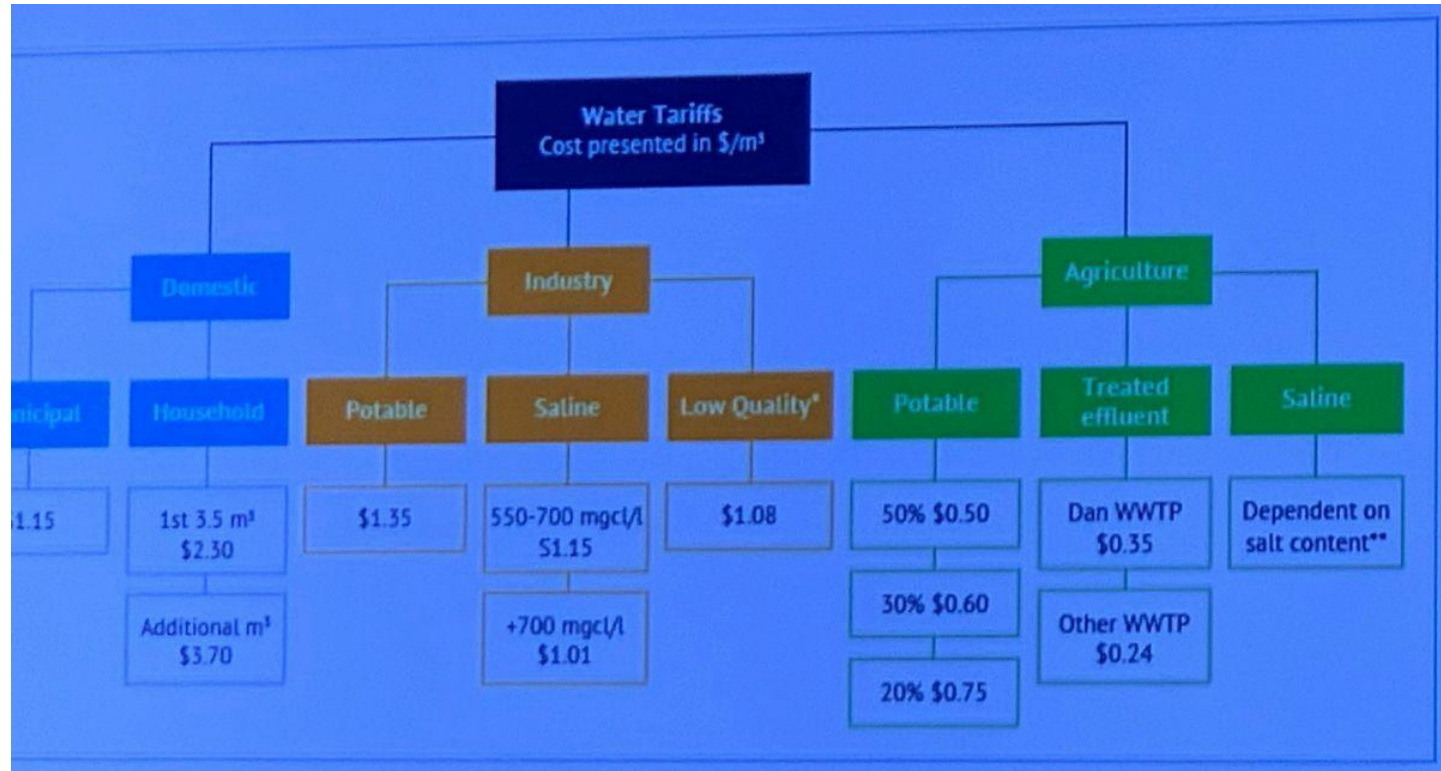 Water Tariffs
Cost presented in $/m³
Domestic
Industry
Agriculture
nicipal
Household
Potable
Saline
Low Quality*
Potable
Treated
effluent
Saline
1.15
1st 3.5 m³
$2.30
Additional m³
$3.70
$1.35
550-700 mgcl/l
$1.15
+700 mgcl/l
$1.01
$1.08
50% $0.50
30% $0.60
20% $0.75
Dan WWTP
$0.35
Other WWTP
$0.24
Dependent on
salt content**